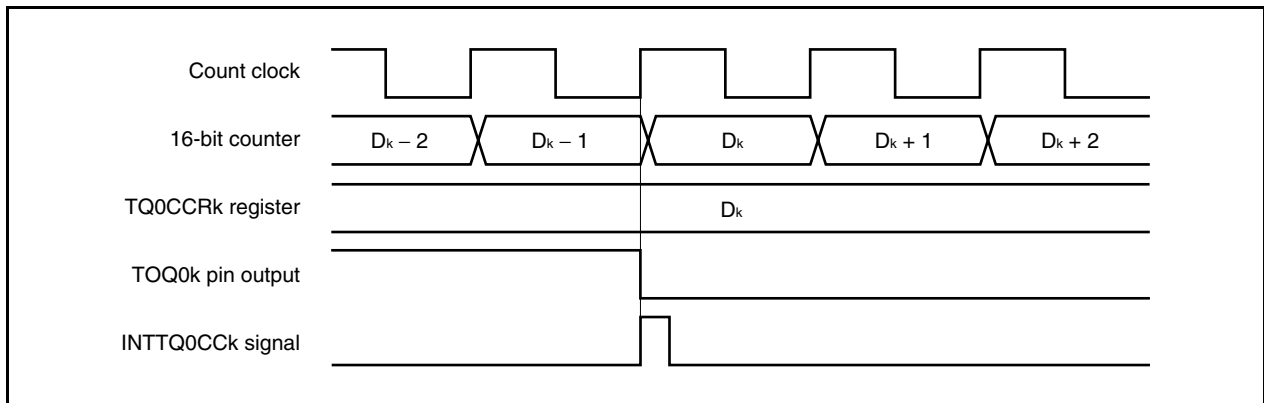 Count clock
16-bit counter
Dk − 2 Dk − 1 Dk Dk + 1 Dk + 2
TQ0CCRk register
Dk
TOQ0k pin output
INTTQ0CCk signal